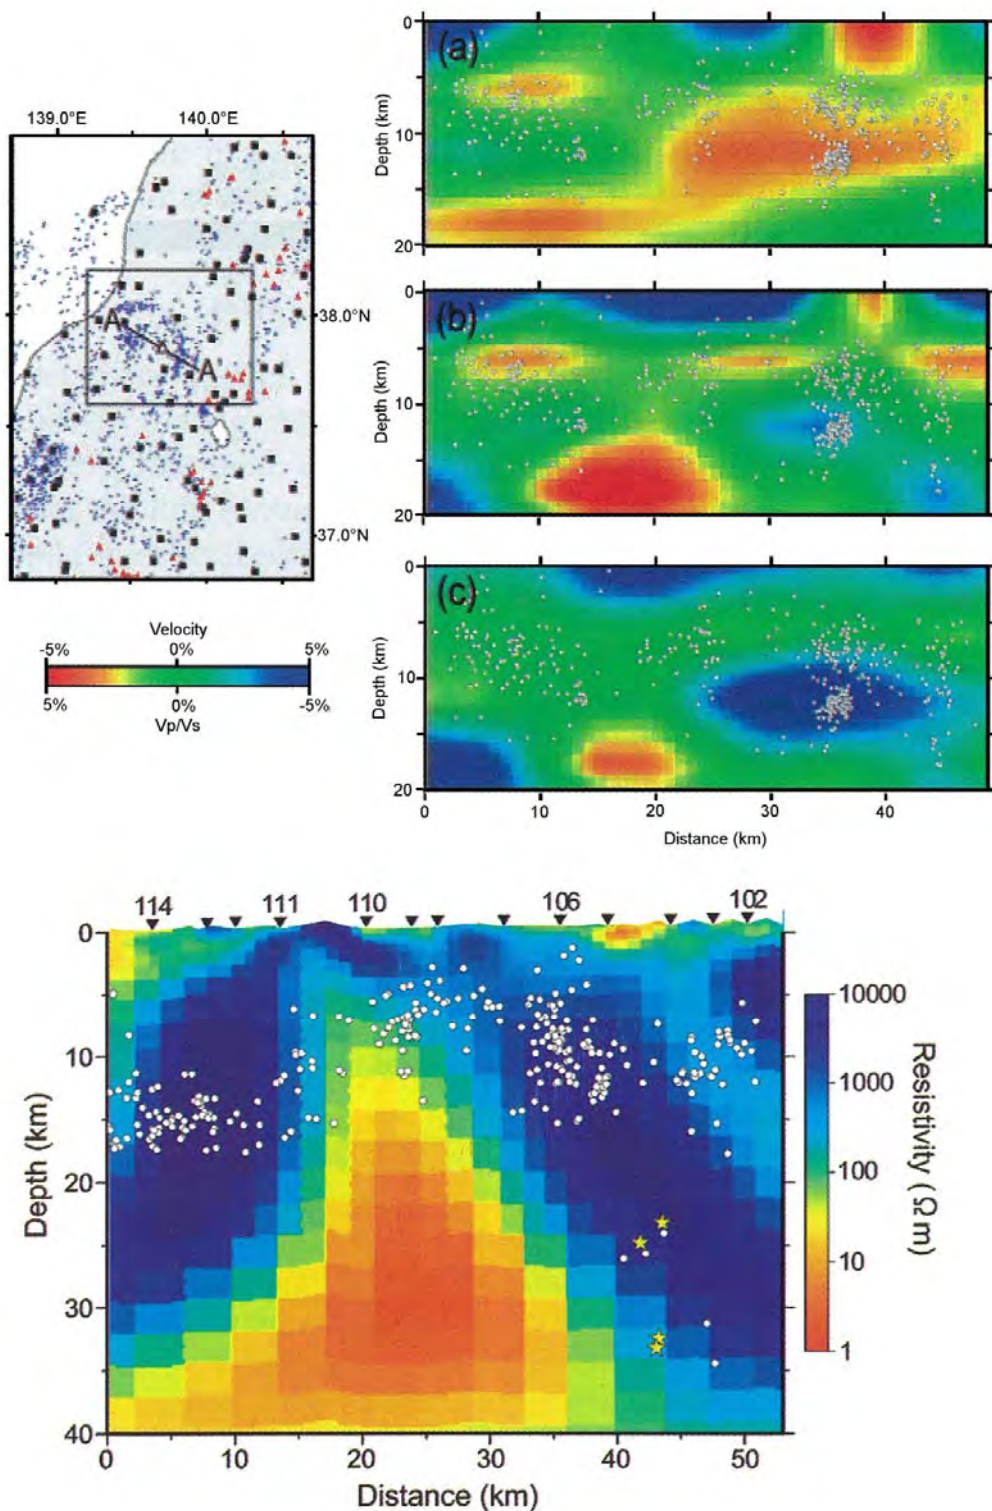 139.0°E 140.0°E
38.0°N
37.0°N
A
A'
Velocity
-5% 0% 5%
5% 0% -5%
Vp/Vs
(a)
0
10
20
Depth (km)
(b)
0
10
20
Depth (km)
(c)
0
10
20
Depth (km)
0 10 20 30 40
Distance (km)
114 111 110 106 102
0
10
20
30
40
Depth (km)
0 10 20 30 40 50
Distance (km)
10000
1000
100
10
1
Resistivity (Ωm)